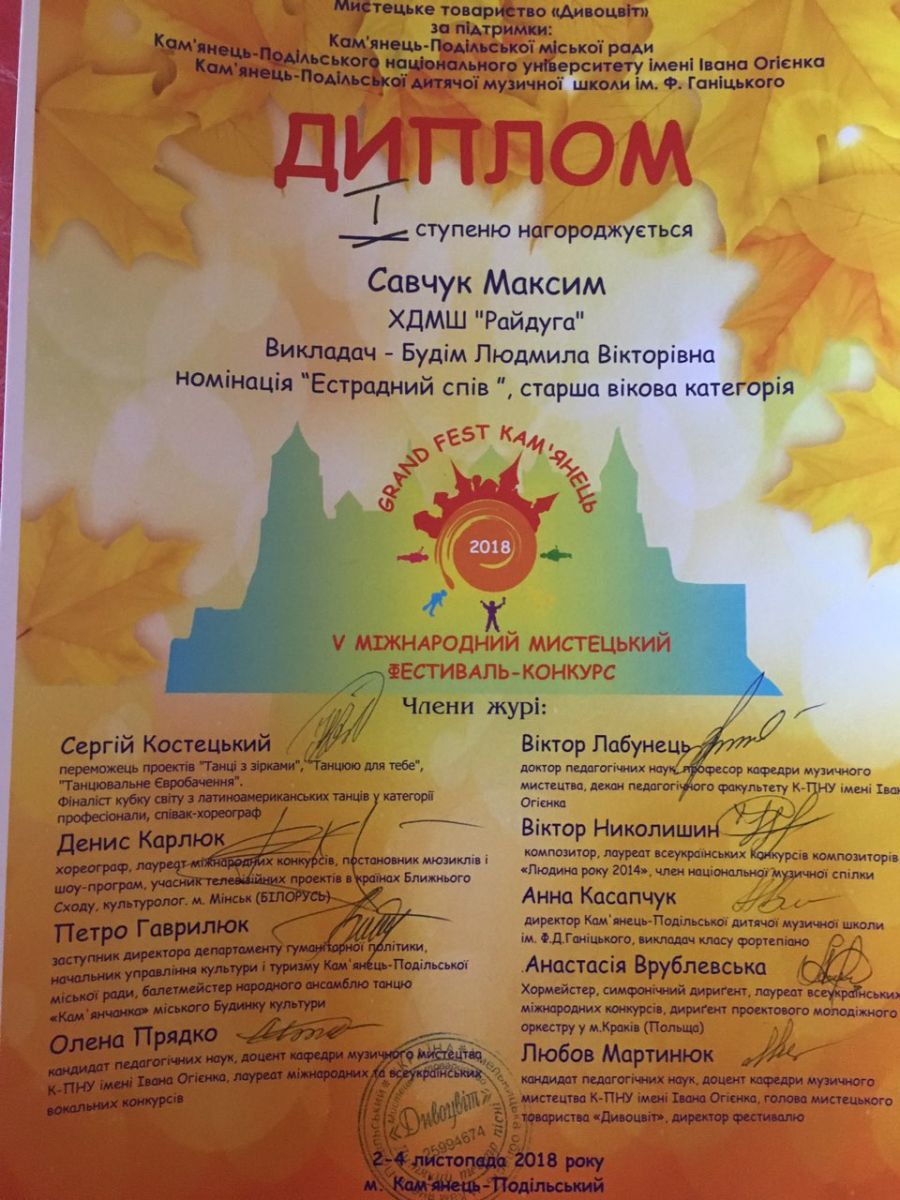 Мистецьке товариство «Дивоцвіт»
за підтримки:
Кам'янець-Подільської міської ради
Кам'янець-Подільського національного університету імені Івана Огієнка
Кам'янець-Подільської дитячої музичної школи ім. Ф. Ганіцького
ДИПЛОМ
I ступеню нагороджується
Савчук Максим
ХДМШ "Райдуга"
Викладач - Будім Людмила Вікторівна
номінація “Естрадний спів ”, старша вікова категорія
GRAND FEST КАМ'ЯНЕЦЬ
2018
V МІЖНАРОДНИЙ МИСТЕЦЬКИЙ
ФЕСТИВАЛЬ-КОНКУРС
Члени журі:
Сергій Костецький
переможець проектів "Танці з зірками", "Танцюю для тебе",
"Танцювальне Євробачення".
Фіналіст кубку світу з латиноамериканських танців у категорії
професіонали, співак-хореограф
Денис Карлюк
хореограф, лауреат міжнародних конкурсів, постановник мюзиклів і
шоу-програм, учасник телевізійних проектів в країнах Ближнього
Сходу, культуролог. м. Мінськ (БІЛОРУСЬ)
Петро Гаврилюк
заступник директора департаменту гуманітарної політики,
начальник управління культури і туризму Кам'янець-Подільської
міської ради, балетмейстер народного ансамблю танцю
«Кам'янчанка» міського Будинку культури
Олена Прядко
кандидат педагогічних наук, доцент кафедри музичного мистецтва
К-ПНУ імені Івана Огієнка, лауреат міжнародних та всеукраїнських
вокальних конкурсів
Віктор Лабунець
доктор педагогічних наук, професор кафедри музичного
мистецтва, декан педагогічного факультету К-ПНУ імені Іван
Огієнка
Віктор Николишин
композитор, лауреат всеукраїнських конкурсів композиторів
«Людина року 2014», член національної музичної спілки
Анна Касапчук
директор Кам'янець-Подільської дитячої музичної школи
ім. Ф.Д.Ганіцького, викладач класу фортепіано
Анастасія Врублевська
Хормейстер, симфонічний дириґент, лауреат всеукраїнських
міжнародних конкурсів, дириґент проектового молодіжного
оркестру у м.Краків (Польща)
Любов Мартинюк
кандидат педагогічних наук, доцент кафедри музичного
мистецтва К-ПНУ імені Івана Огієнка, голова мистецького
товариства «Дивоцвіт», директор фестивалю
УКРАЇНА
«Дивоцвіт»
25994674
2-4 листопада 2018 року
м. Кам'янець-Подільський